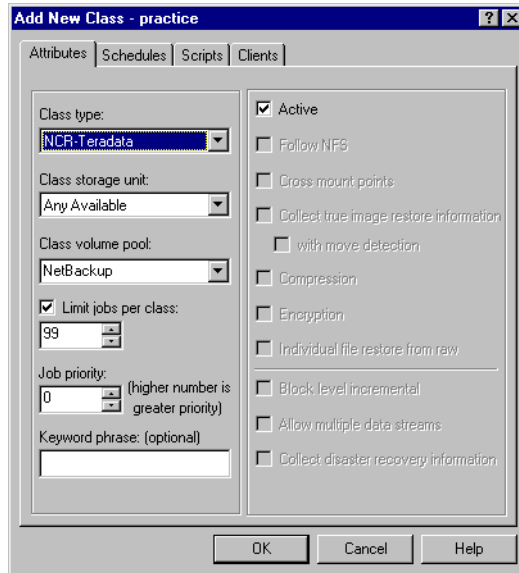 Add New Class - practice
Attributes
Schedules
Scripts
Clients
Class type:
NCR-Teradata
Class storage unit:
Any Available
Class volume pool:
NetBackup
Limit jobs per class:
99
Job priority:
0
(higher number is
greater priority)
Keyword phrase: (optional)
Active
Follow NFS
Cross mount points
Collect true image restore information
with move detection
Compression
Encryption
Individual file restore from raw
Block level incremental
Allow multiple data streams
Collect disaster recovery information
OK
Cancel
Help